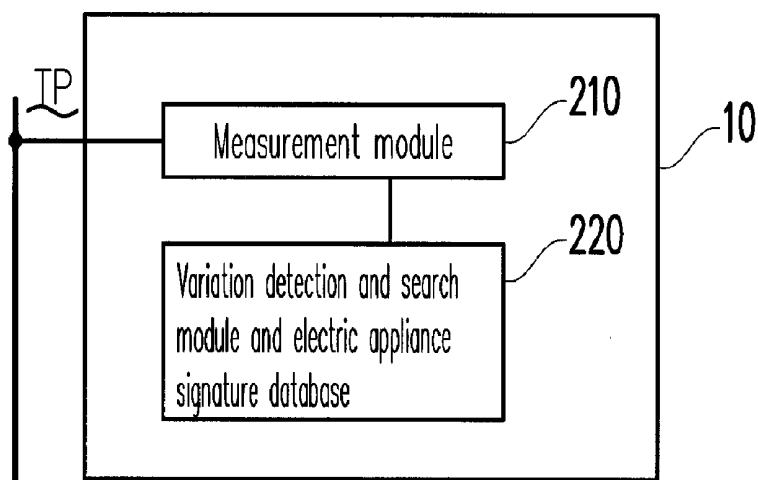 TP
210
10
Measurement module
220
Variation detection and search
module and electric appliance
signature database